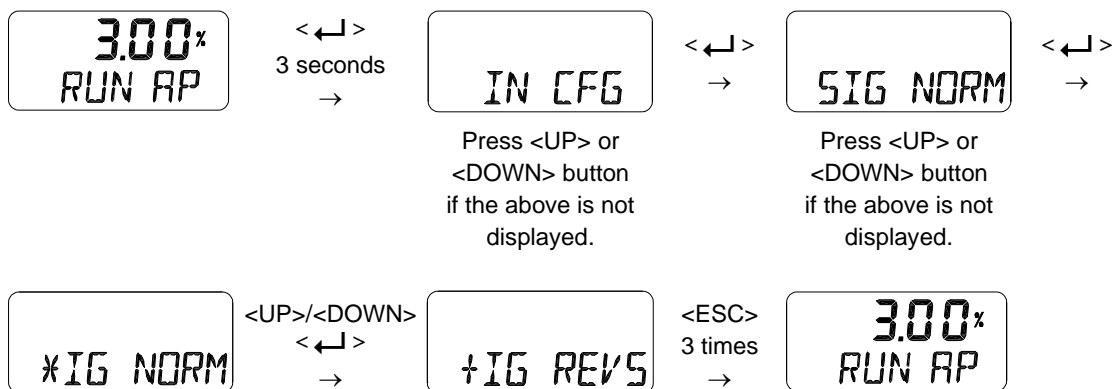 3.00%
RUN AP
< ↵ >
3 seconds
→
IN CFG
Press <UP> or
<DOWN> button
if the above is not
displayed.
< ↵ >
→
SIG NORM
Press <UP> or
<DOWN> button
if the above is not
displayed.
< ↵ >
→
*IG NORM
<UP>/<DOWN>
< ↵ >
→
+IG REVS
<ESC>
3 times
→
3.00%
RUN AP